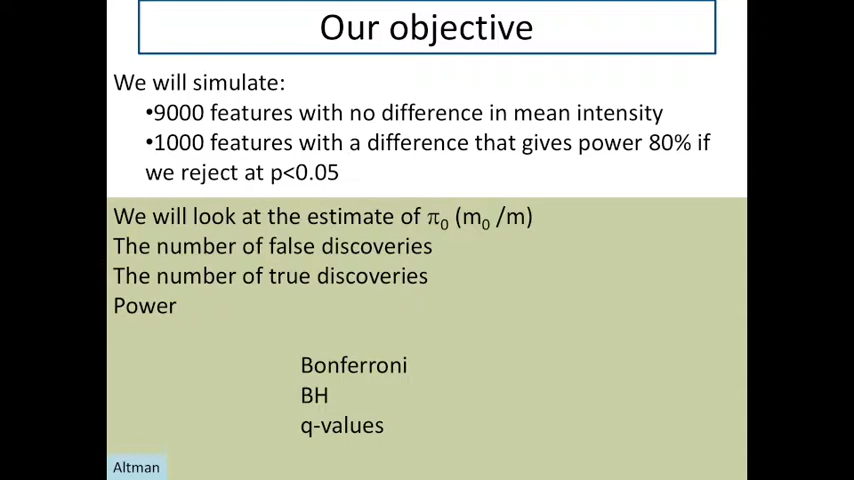 Our objective
We will simulate:
•9000 features with no difference in mean intensity
•1000 features with a difference that gives power 80% if
we reject at p<0.05
We will look at the estimate of π₀ (m₀ /m)
The number of false discoveries
The number of true discoveries
Power
Bonferroni
BH
q-values
Altman